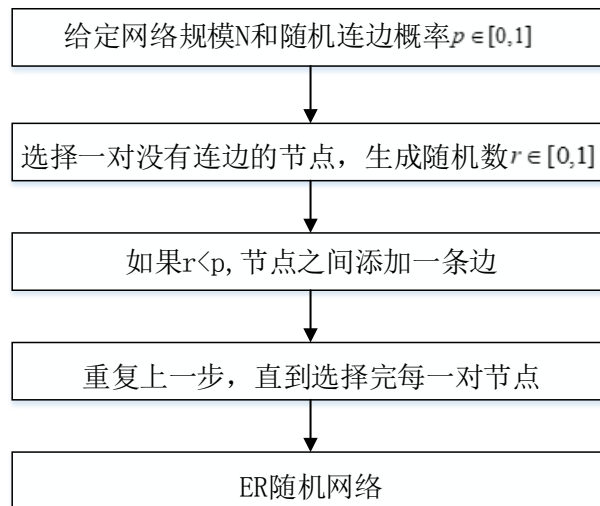 给定网络规模N和随机连边概率p∈[0,1]
选择一对没有连边的节点，生成随机数r∈[0,1]
如果r<p,节点之间添加一条边
重复上一步，直到选择完每一对节点
ER随机网络